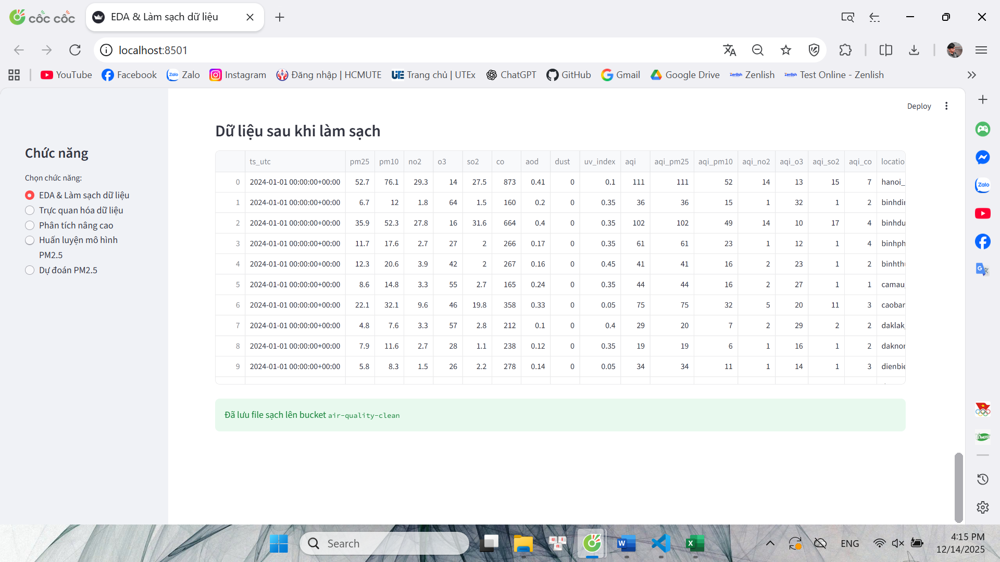 cốc cốc
EDA & Làm sạch dữ liệu
localhost:8501
YouTube Facebook Zalo Instagram Đăng nhập | HCMUTE Trang chủ | UTEx ChatGPT GitHub Gmail Google Drive Zenlish Test Online - Zenlish
Deploy
Chức năng
Chọn chức năng:
EDA & Làm sạch dữ liệu
Trực quan hóa dữ liệu
Phân tích nâng cao
Huấn luyện mô hình
PM2.5
Dự đoán PM2.5
Dữ liệu sau khi làm sạch
ts_utc pm25 pm10 no2 o3 so2 co aod dust uv_index aqi aqi_pm25 aqi_pm10 aqi_no2 aqi_o3 aqi_so2 aqi_co locatio
0 2024-01-01 00:00:00+00:00 52.7 76.1 29.3 14 27.5 873 0.41 0 0.1 111 111 52 14 13 15 7 hanoi_
1 2024-01-01 00:00:00+00:00 6.7 12 1.8 64 1.5 160 0.2 0 0.35 36 36 15 1 32 1 2 binhdin
2 2024-01-01 00:00:00+00:00 35.9 52.3 27.8 16 31.6 664 0.4 0 0.35 102 102 49 14 10 17 4 binhdu
3 2024-01-01 00:00:00+00:00 11.7 17.6 2.7 27 2 266 0.17 0 0.35 61 61 23 1 12 1 4 binhph
4 2024-01-01 00:00:00+00:00 12.3 20.6 3.9 42 2 267 0.16 0 0.45 41 41 16 2 23 1 2 binhthu
5 2024-01-01 00:00:00+00:00 8.6 14.8 3.3 55 2.7 165 0.24 0 0.35 44 44 16 2 27 1 1 camau_
6 2024-01-01 00:00:00+00:00 22.1 32.1 9.6 46 19.8 358 0.33 0 0.05 75 75 32 5 20 11 3 caoban
7 2024-01-01 00:00:00+00:00 4.8 7.6 3.3 57 2.8 212 0.1 0 0.4 29 20 7 2 29 2 2 daklak_
8 2024-01-01 00:00:00+00:00 7.9 11.6 2.7 28 1.1 238 0.12 0 0.35 19 19 6 1 16 1 2 daknon
9 2024-01-01 00:00:00+00:00 5.8 8.3 1.5 26 2.2 278 0.14 0 0.05 34 34 11 1 14 1 3 dienbie
Đã lưu file sạch lên bucket air-quality-clean
Search
ENG
4:15 PM
12/14/2025